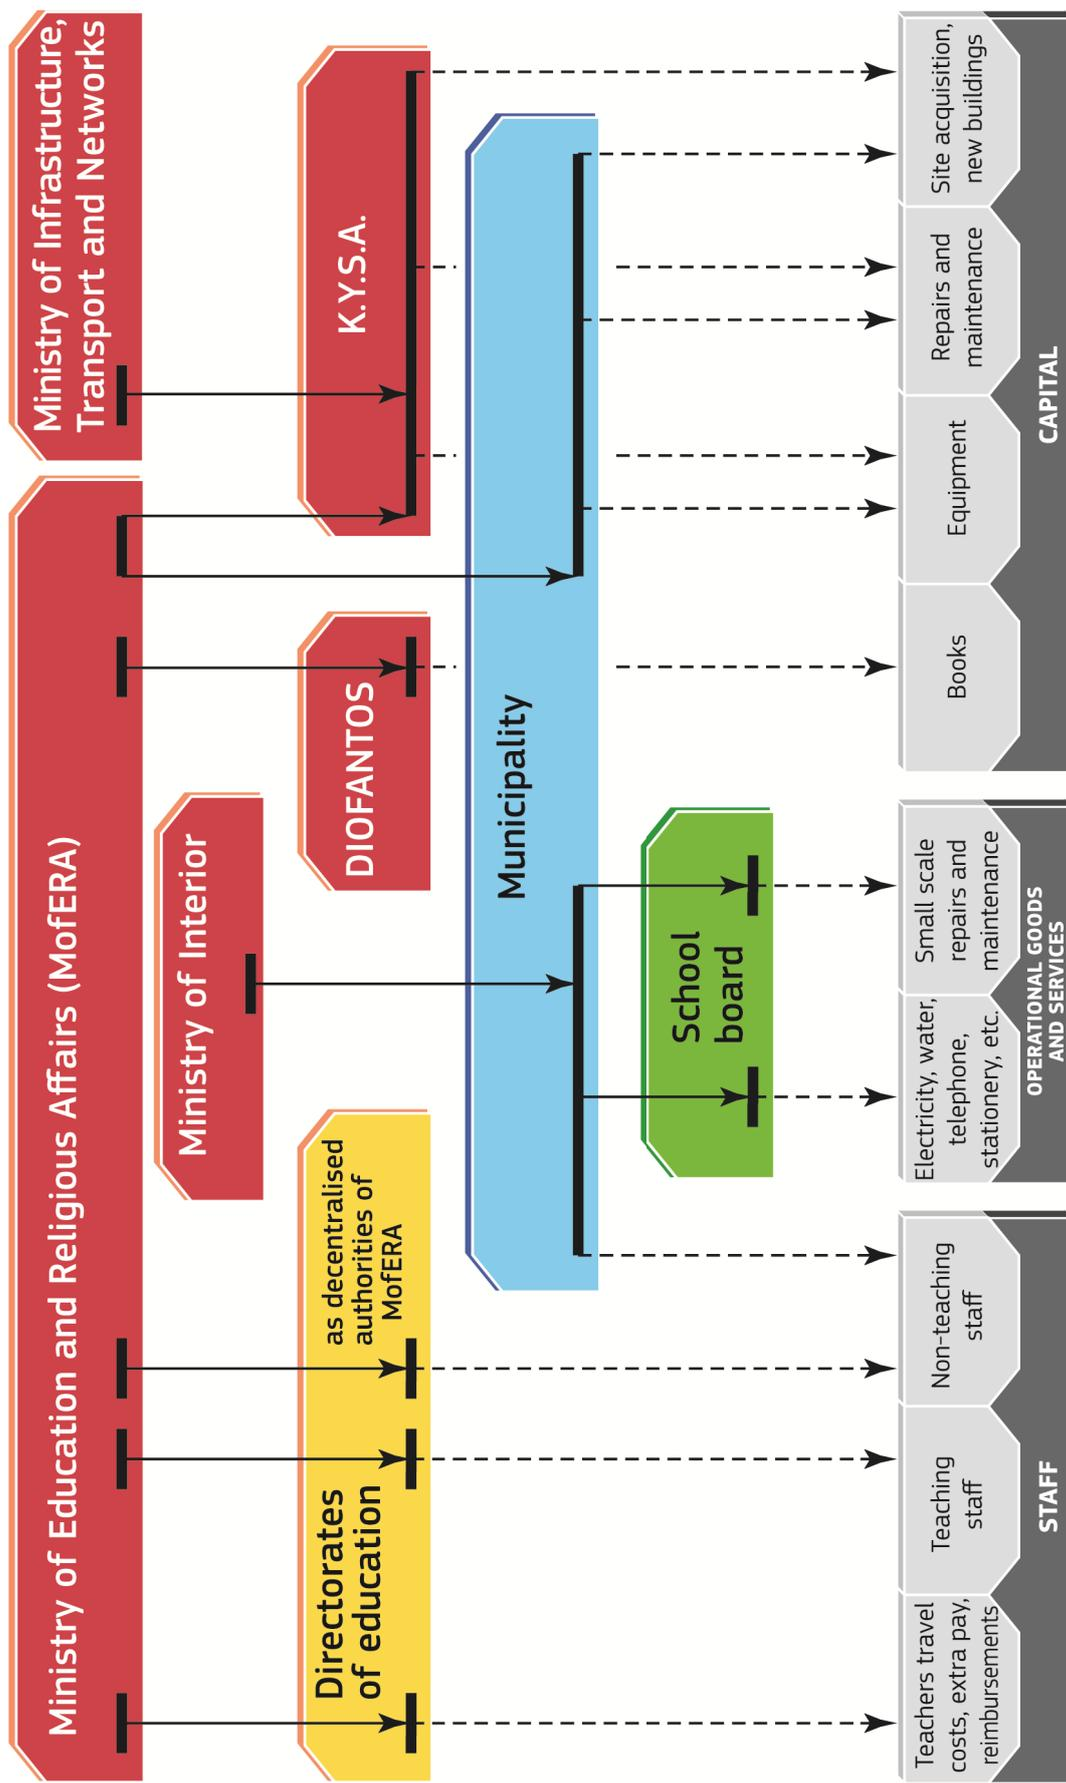 Ministry of Education and Religious Affairs (MofERA)
Ministry of Infrastructure,
Transport and Networks
Ministry of Interior
Directorates
of education
as decentralised
authorities of
MofERA
DIOFANTOS
K.Y.S.A.
Municipality
School
board
Teachers travel
costs, extra pay,
reimbursements
Teaching
staff
Non-teaching
staff
Electricity, water,
telephone,
stationery, etc.
Small scale
repairs and
maintenance
Books
Equipment
Repairs and
maintenance
Site acquisition,
new buildings
STAFF
OPERATIONAL GOODS
AND SERVICES
CAPITAL